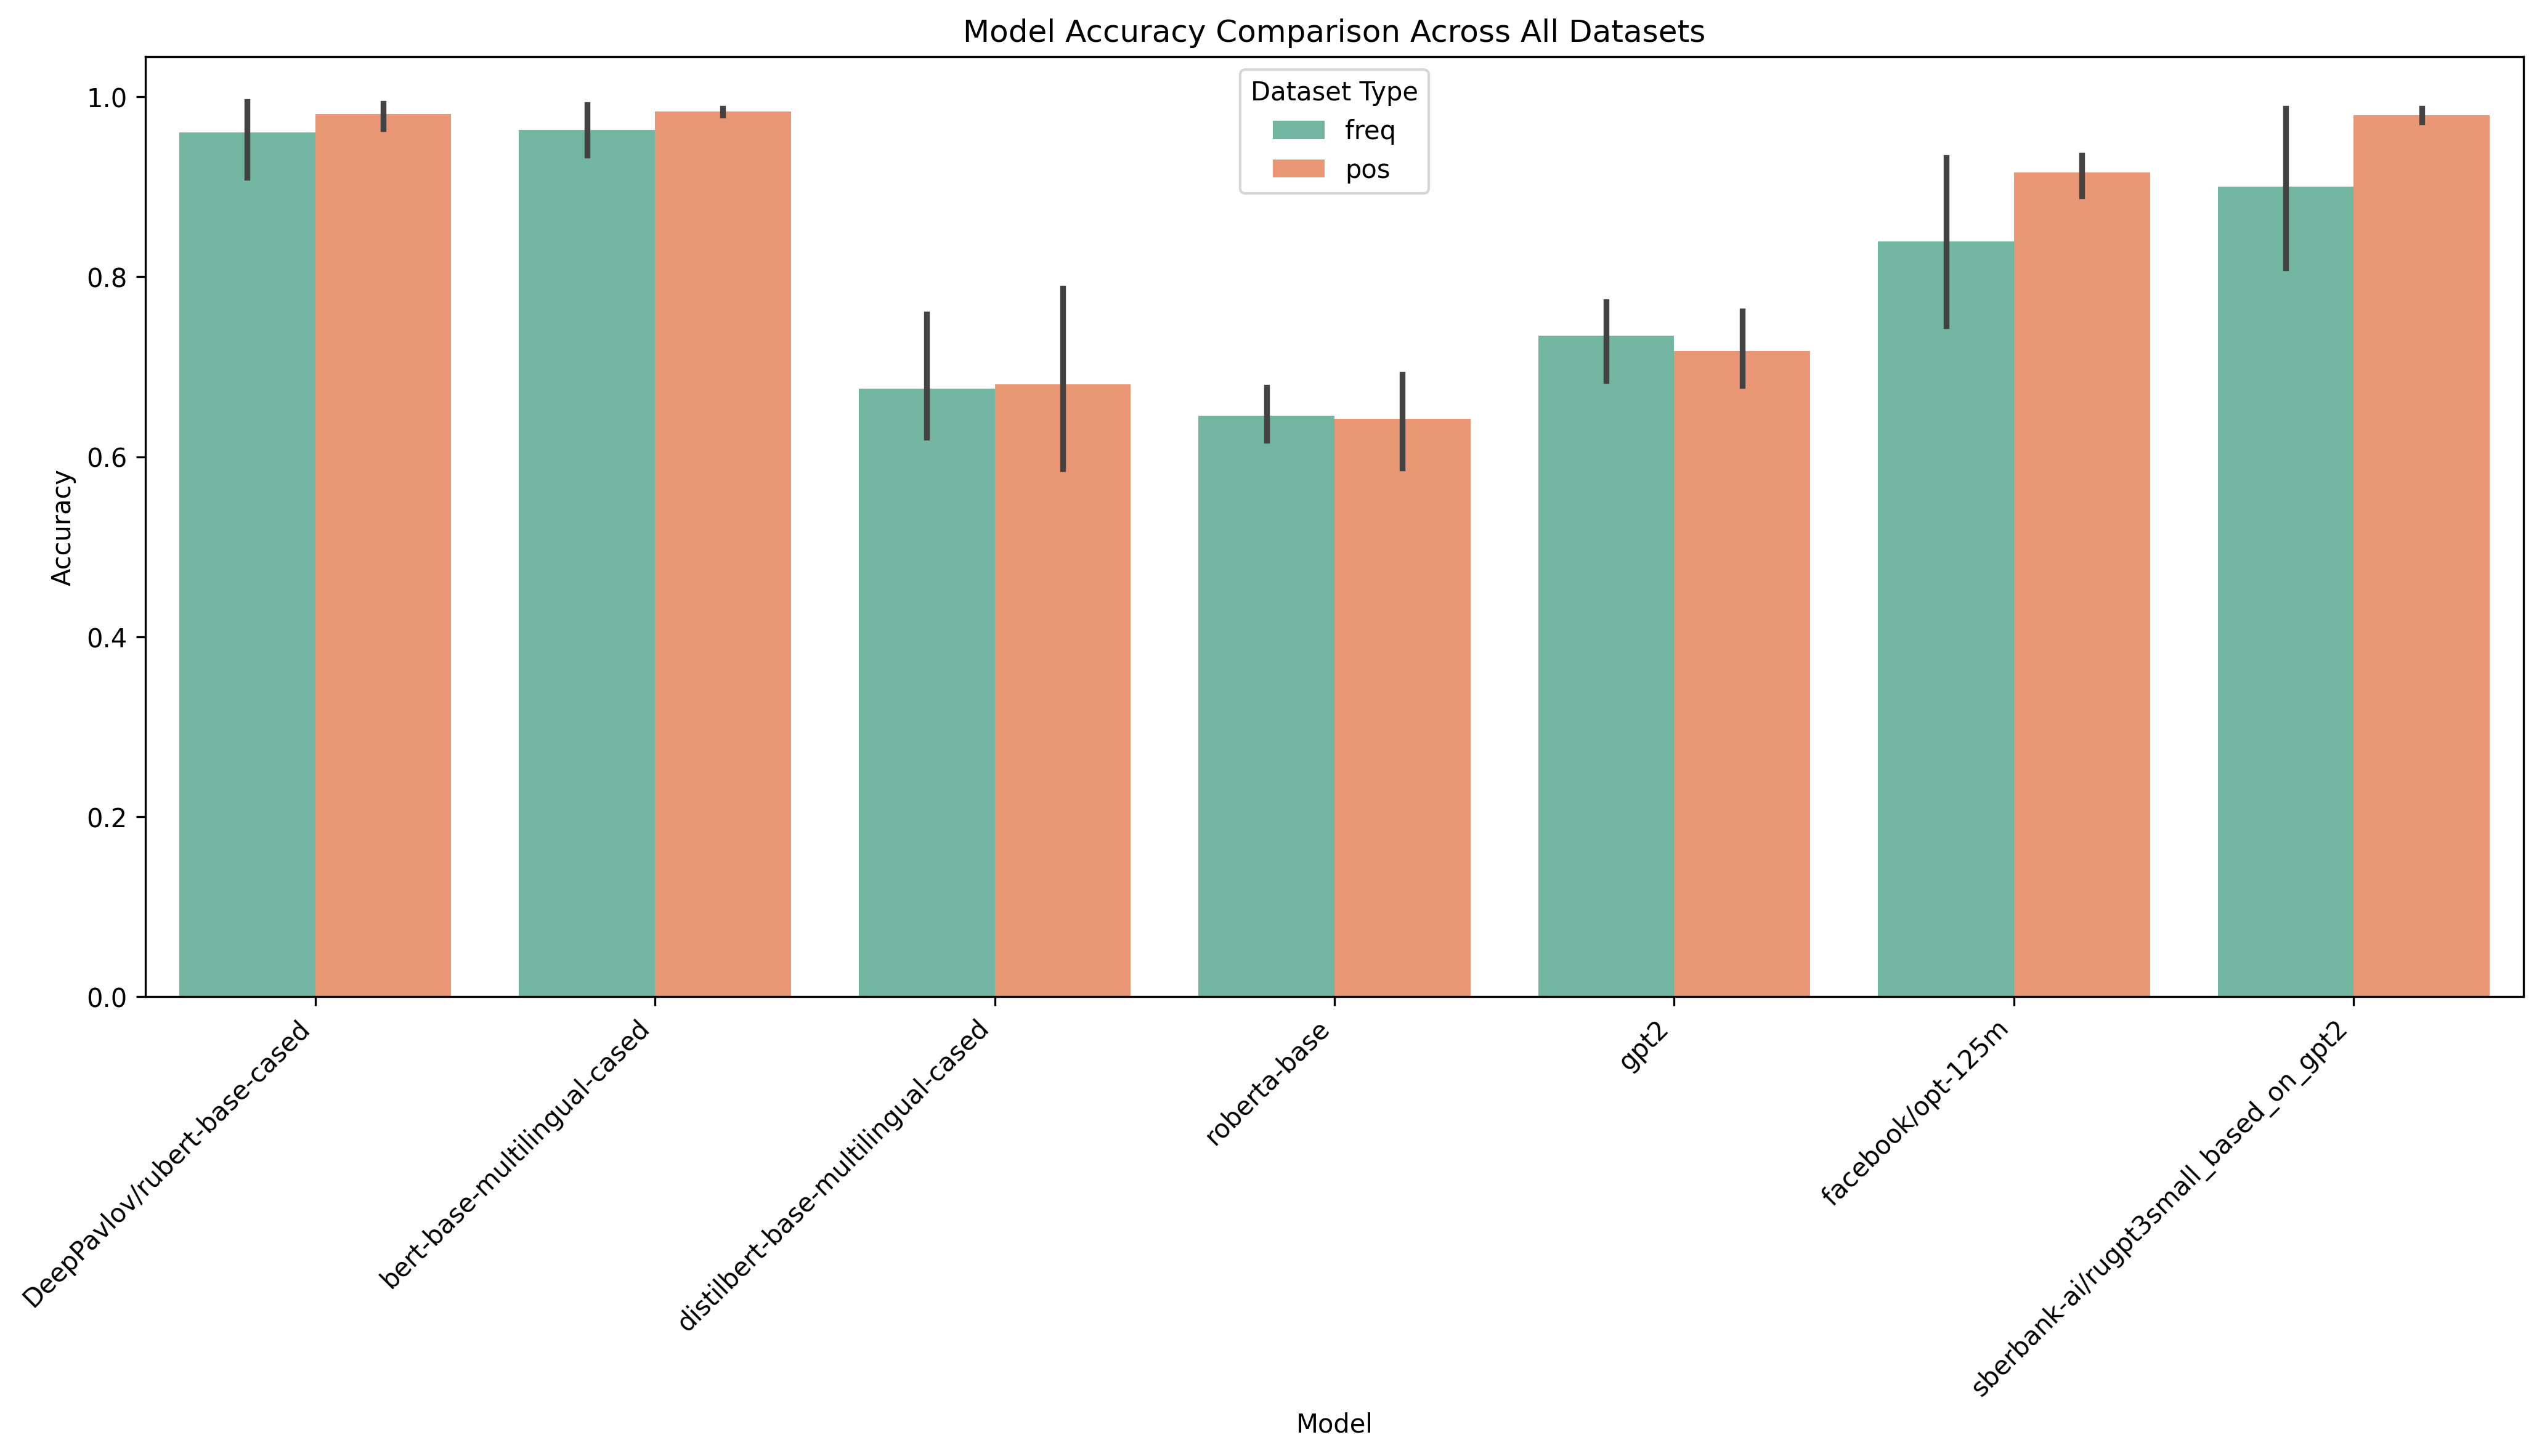 Model Accuracy Comparison Across All Datasets
Dataset Type
freq
pos
Accuracy
1.0
0.8
0.6
0.4
0.2
0.0
DeepPavlov/rubert-base-cased
bert-base-multilingual-cased
distilbert-base-multilingual-cased
roberta-base
gpt2
facebook/opt-125m
sberbank-ai/rugpt3small_based_on_gpt2
Model